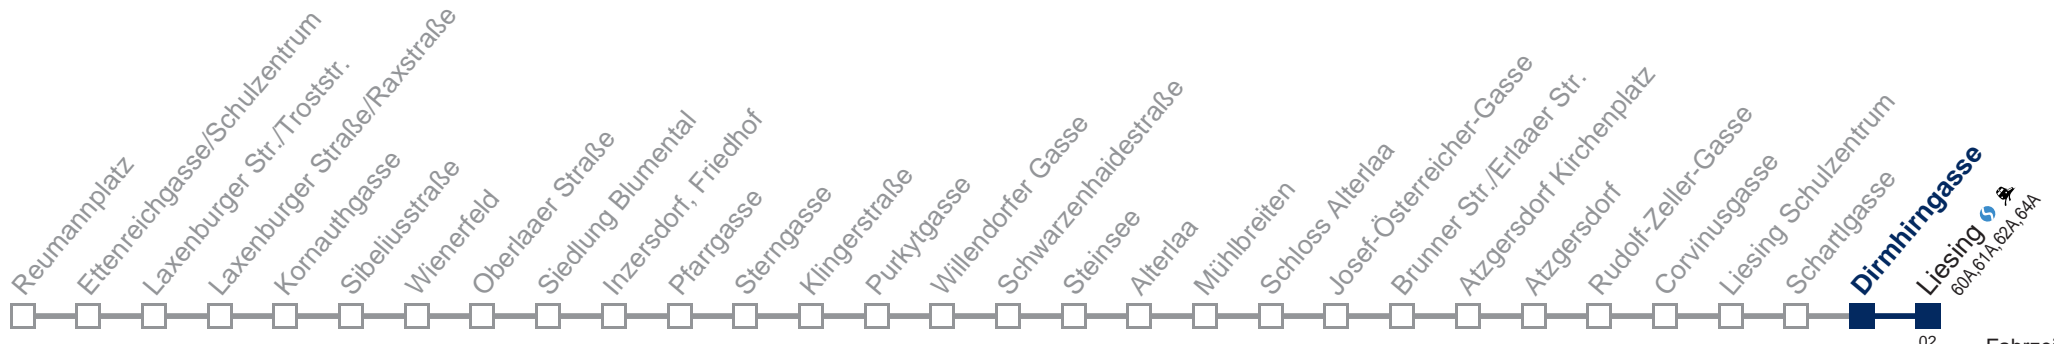 Reumannplatz
Ettenreichgasse/Schulzentrum
Laxenburger Str./Troststr.
Laxenburger Straße/Raxstraße
Kornauthgasse
Sibeliusstraße
Wienerfeld
Oberlaaer Straße
Siedlung Blumental
Inzersdorf, Friedhof
Pfarrgasse
Sterngasse
Klingerstraße
Purkytgasse
Willendorfer Gasse
Schwarzenhaidestraße
Steinsee
Alterlaa
Mühlbreiten
Schloss Alterlaa
Josef-Österreicher-Gasse
Brunner Str./Erlaaer Str.
Atzgersdorf Kirchenplatz
Atzgersdorf
Rudolf-Zeller-Gasse
Corvinusgasse
Liesing Schulzentrum
Schartlgasse
Dirmhirngasse
Liesing
60A,61A,62A,64A